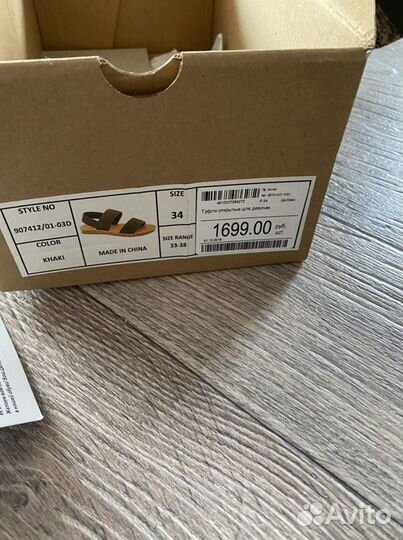 STYLE NO
907412/01-03D
COLOR
KHAKI
MADE IN CHINA
SIZE
34
SIZE RANGE
33-38
Туфли открытые для девочек
1699.00 руб.
шт.
Avito